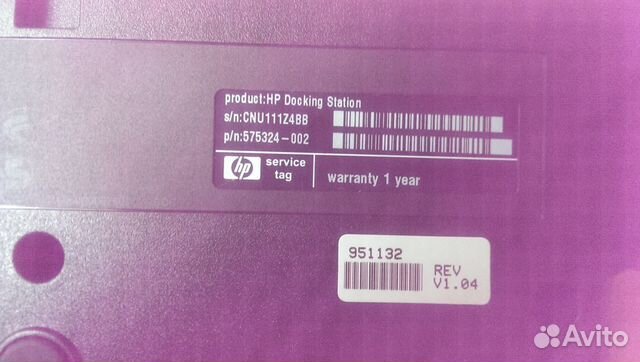 product:HP Docking Station
s/n:CNU111Z4BB
p/n:575324-002
hp service tag
warranty 1 year
951132
REV
V1.04
Avito